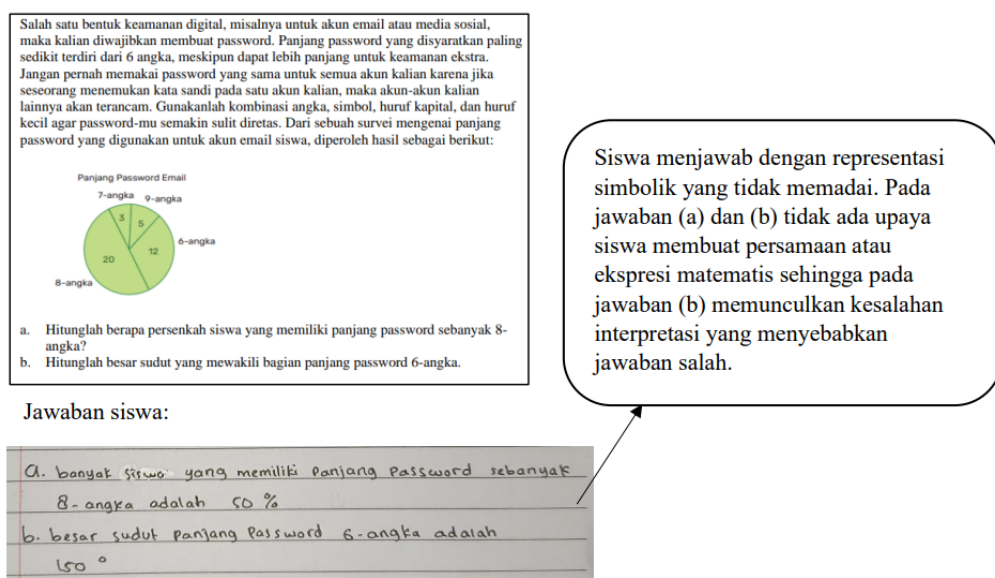 Salah satu bentuk keamanan digital, misalnya untuk akun email atau media sosial,
maka kalian diwajibkan membuat password. Panjang password yang disyaratkan paling
sedikit terdiri dari 6 angka, meskipun dapat lebih panjang untuk keamanan ekstra.
Jangan pernah memakai password yang sama untuk semua akun kalian karena jika
seseorang menemukan kata sandi pada satu akun kalian, maka akun-akun kalian
lainnya akan terancam. Gunakanlah kombinasi angka, simbol, huruf kapital, dan huruf
kecil agar password-mu semakin sulit diretas. Dari sebuah survei mengenai panjang
password yang digunakan untuk akun email siswa, diperoleh hasil sebagai berikut:
Panjang Password Email
7-angka
9-angka
3
5
6-angka
12
20
8-angka
a. Hitunglah berapa persenkah siswa yang memiliki panjang password sebanyak 8-
angka?
b. Hitunglah besar sudut yang mewakili bagian panjang password 6-angka.
Siswa menjawab dengan representasi
simbolik yang tidak memadai. Pada
jawaban (a) dan (b) tidak ada upaya
siswa membuat persamaan atau
ekspresi matematis sehingga pada
jawaban (b) memunculkan kesalahan
interpretasi yang menyebabkan
jawaban salah.
Jawaban siswa:
a. banyak siswa yang memiliki panjang password sebanyak
8-angka adalah 50 %
b. besar sudut panjang password 6-angka adalah
150 °